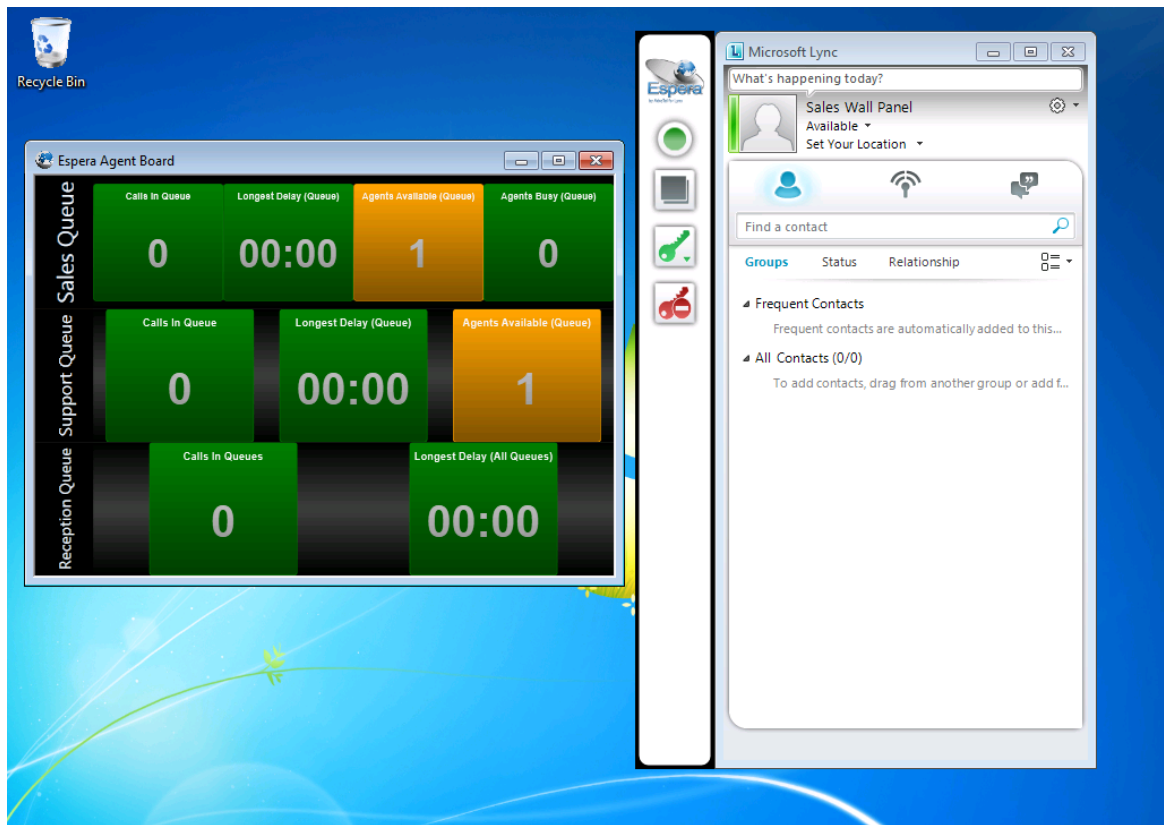 Recycle Bin
Espera Agent Board
Sales Queue
Calls In Queue
0
Longest Delay (Queue)
00:00
Agents Available (Queue)
1
Agents Busy (Queue)
0
Support Queue
Calls In Queue
0
Longest Delay (Queue)
00:00
Agents Available (Queue)
1
Reception Queue
Calls In Queues
0
Longest Delay (All Queues)
00:00
Espera
Microsoft Lync
What's happening today?
Sales Wall Panel
Available
Set Your Location
Find a contact
Groups Status Relationship
Frequent Contacts
Frequent contacts are automatically added to this...
All Contacts (0/0)
To add contacts, drag from another group or add f...